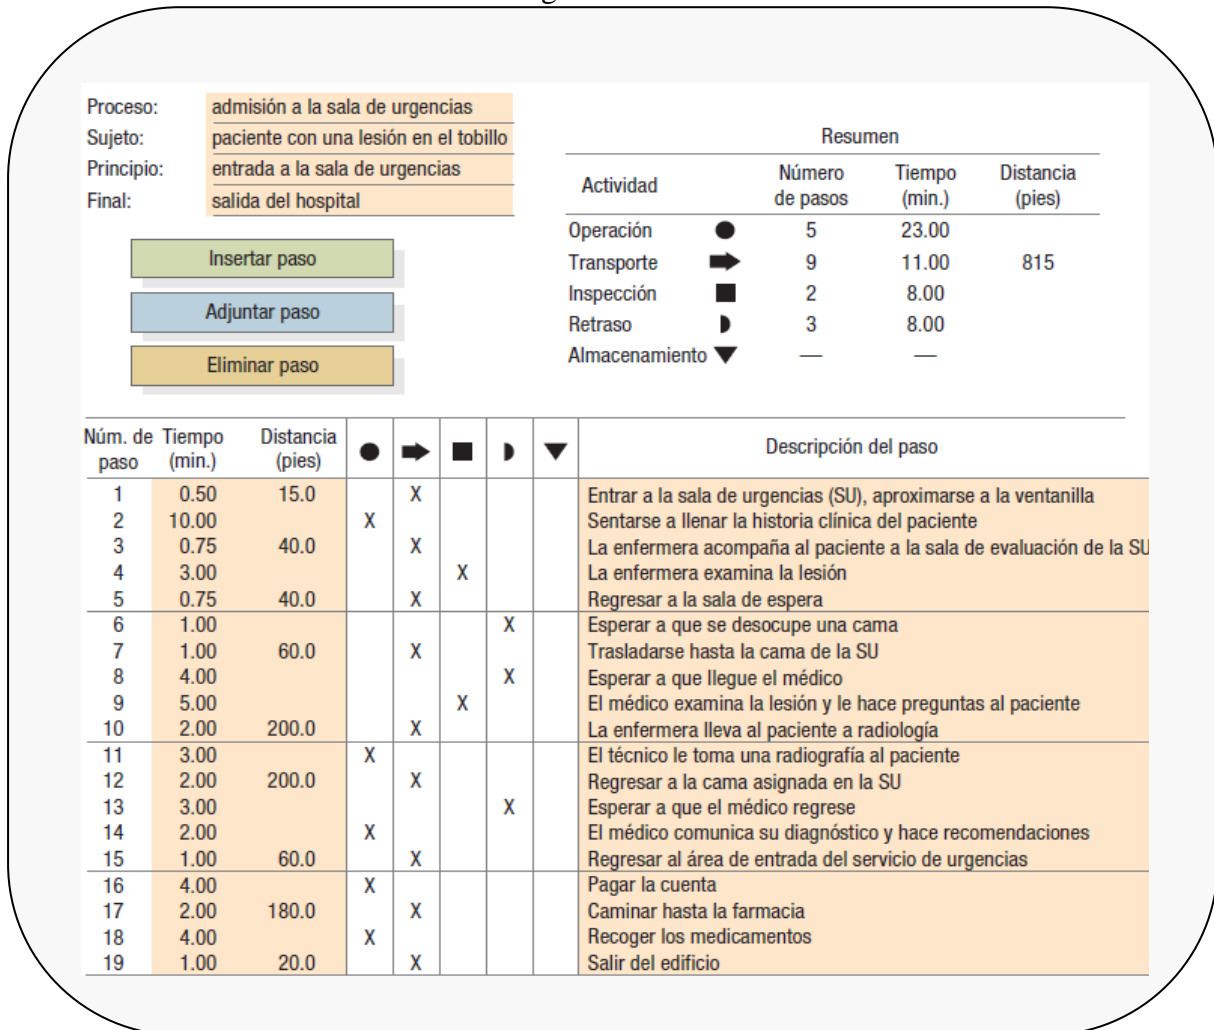 Proceso: admisión a la sala de urgencias
Sujeto: paciente con una lesión en el tobillo
Principio: entrada a la sala de urgencias
Final: salida del hospital
Insertar paso
Adjuntar paso
Eliminar paso
Resumen
Actividad Número de pasos Tiempo (min.) Distancia (pies)
Operación 5 23.00
Transporte 9 11.00 815
Inspección 2 8.00
Retraso 3 8.00
Almacenamiento — —
Núm. de paso Tiempo (min.) Distancia (pies) Descripción del paso
1 0.50 15.0 X Entrar a la sala de urgencias (SU), aproximarse a la ventanilla
2 10.00 X Sentarse a llenar la historia clínica del paciente
3 0.75 40.0 X La enfermera acompaña al paciente a la sala de evaluación de la SU
4 3.00 X La enfermera examina la lesión
5 0.75 40.0 X Regresar a la sala de espera
6 1.00 X Esperar a que se desocupe una cama
7 1.00 60.0 X Trasladarse hasta la cama de la SU
8 4.00 X Esperar a que llegue el médico
9 5.00 X El médico examina la lesión y le hace preguntas al paciente
10 2.00 200.0 X La enfermera lleva al paciente a radiología
11 3.00 X El técnico le toma una radiografía al paciente
12 2.00 200.0 X Regresar a la cama asignada en la SU
13 3.00 X Esperar a que el médico regrese
14 2.00 X El médico comunica su diagnóstico y hace recomendaciones
15 1.00 60.0 X Regresar al área de entrada del servicio de urgencias
16 4.00 X Pagar la cuenta
17 2.00 180.0 X Caminar hasta la farmacia
18 4.00 X Recoger los medicamentos
19 1.00 20.0 X Salir del edificio